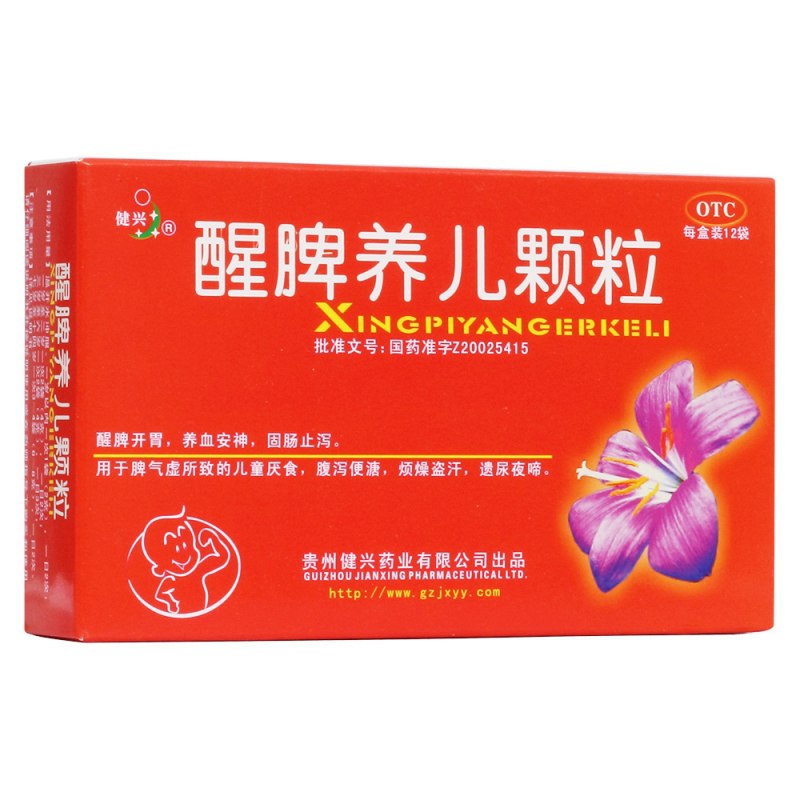 健兴
®
OTC
每盒装12袋
醒脾养儿颗粒
XINGPIYANGERKELI
批准文号:国药准字Z20025415
醒脾开胃,养血安神,固肠止泻。
用于脾气虚所致的儿童厌食,腹泻便溏,烦燥盗汗,遗尿夜啼。
贵州健兴药业有限公司出品
GUIZHOU JIANXING PHARMACEUTICAL LTD.
http://www.gzjxyy.com
醒脾养儿颗粒
XINGPIYANGERKELI